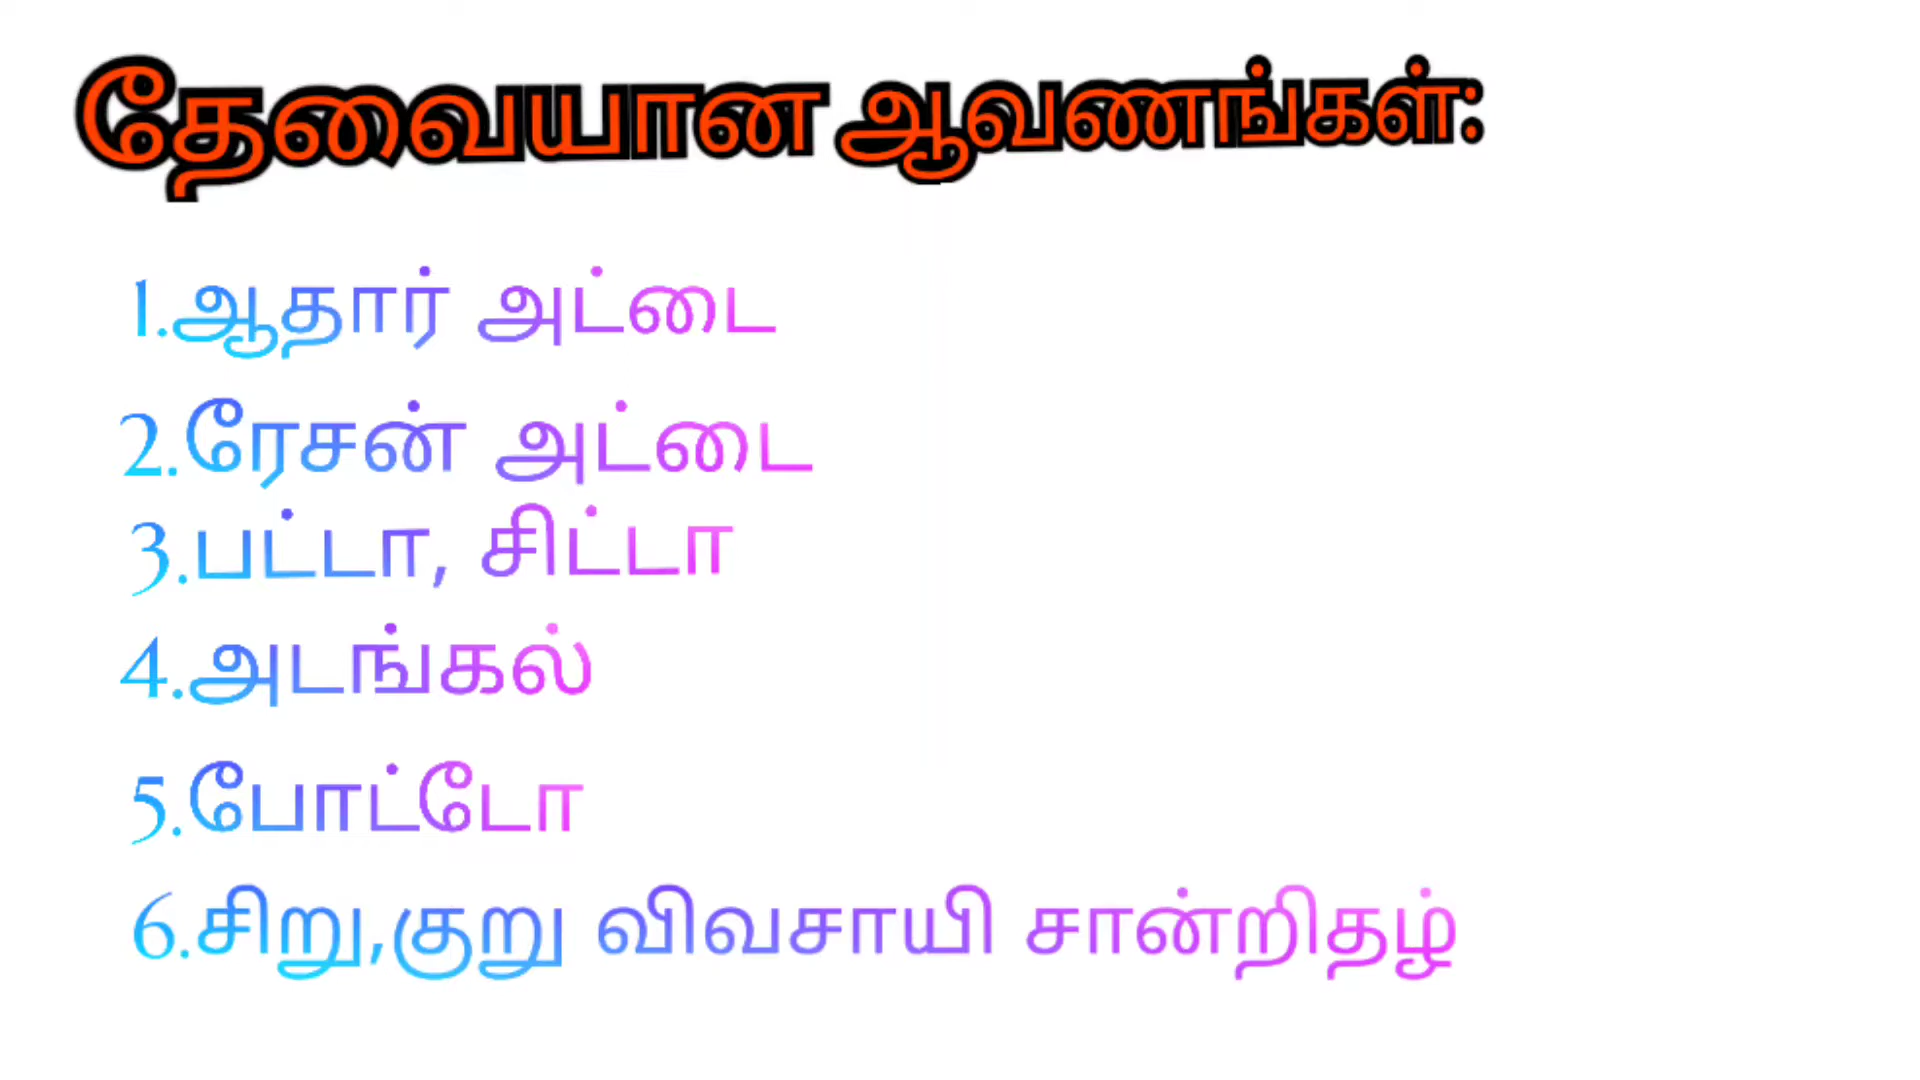 தேவையான ஆவணங்கள்:
1.ஆதார் அட்டை
2.ரேசன் அட்டை
3.பட்டா, சிட்டா
4.அடங்கல்
5.போட்டோ
6.சிறு,குறு விவசாயி சான்றிதழ்